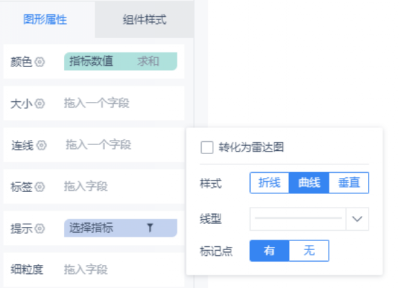 图形属性 组件样式
颜色 指标数值 求和
大小 拖入一个字段
连线 拖入一个字段
转化为雷达图
标签 拖入字段
样式 折线 曲线 垂直
提示 选择指标
线型
标记点 有 无
细粒度 拖入字段